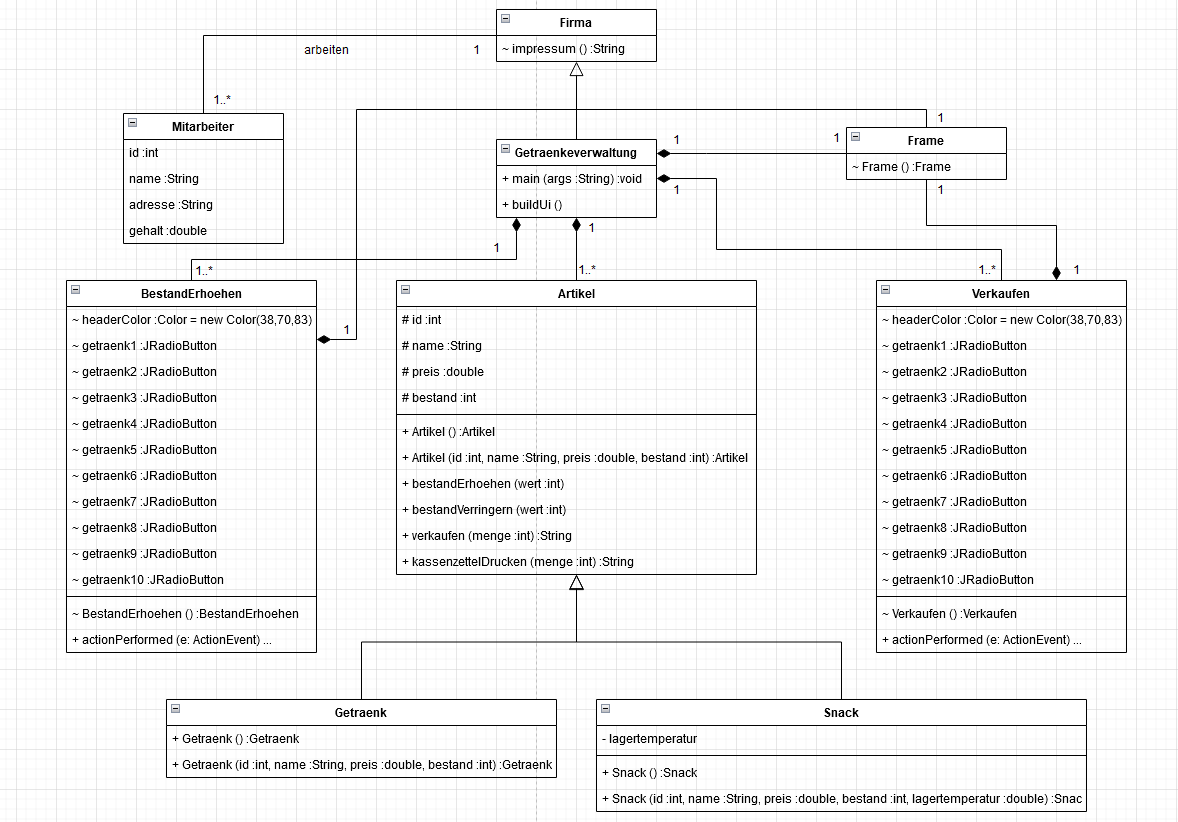 Firma
~ impressum () :String
arbeiten
1
1..*
Mitarbeiter
id :int
name :String
adresse :String
gehalt :double
Getraenkeverwaltung
+ main (args :String) :void
+ buildUi ()
1
1
1
Frame
~ Frame () :Frame
1
1
1
1
1..*
1..*
1..*
1
BestandErhoehen
~ headerColor :Color = new Color(38,70,83)
~ getraenk1 :JRadioButton
~ getraenk2 :JRadioButton
~ getraenk3 :JRadioButton
~ getraenk4 :JRadioButton
~ getraenk5 :JRadioButton
~ getraenk6 :JRadioButton
~ getraenk7 :JRadioButton
~ getraenk8 :JRadioButton
~ getraenk9 :JRadioButton
~ getraenk10 :JRadioButton
~ BestandErhoehen () :BestandErhoehen
+ actionPerformed (e: ActionEvent) ...
1
Artikel
# id :int
# name :String
# preis :double
# bestand :int
+ Artikel () :Artikel
+ Artikel (id :int, name :String, preis :double, bestand :int) :Artikel
+ bestandErhoehen (wert :int)
+ bestandVerringern (wert :int)
+ verkaufen (menge :int) :String
+ kassenzettelDrucken (menge :int) :String
Verkaufen
~ headerColor :Color = new Color(38,70,83)
~ getraenk1 :JRadioButton
~ getraenk2 :JRadioButton
~ getraenk3 :JRadioButton
~ getraenk4 :JRadioButton
~ getraenk5 :JRadioButton
~ getraenk6 :JRadioButton
~ getraenk7 :JRadioButton
~ getraenk8 :JRadioButton
~ getraenk9 :JRadioButton
~ getraenk10 :JRadioButton
~ Verkaufen () :Verkaufen
+ actionPerformed (e: ActionEvent) ...
Getraenk
+ Getraenk () :Getraenk
+ Getraenk (id :int, name :String, preis :double, bestand :int) :Getraenk
Snack
- lagertemperatur
+ Snack () :Snack
+ Snack (id :int, name :String, preis :double, bestand :int, lagertemperatur :double) :Snac